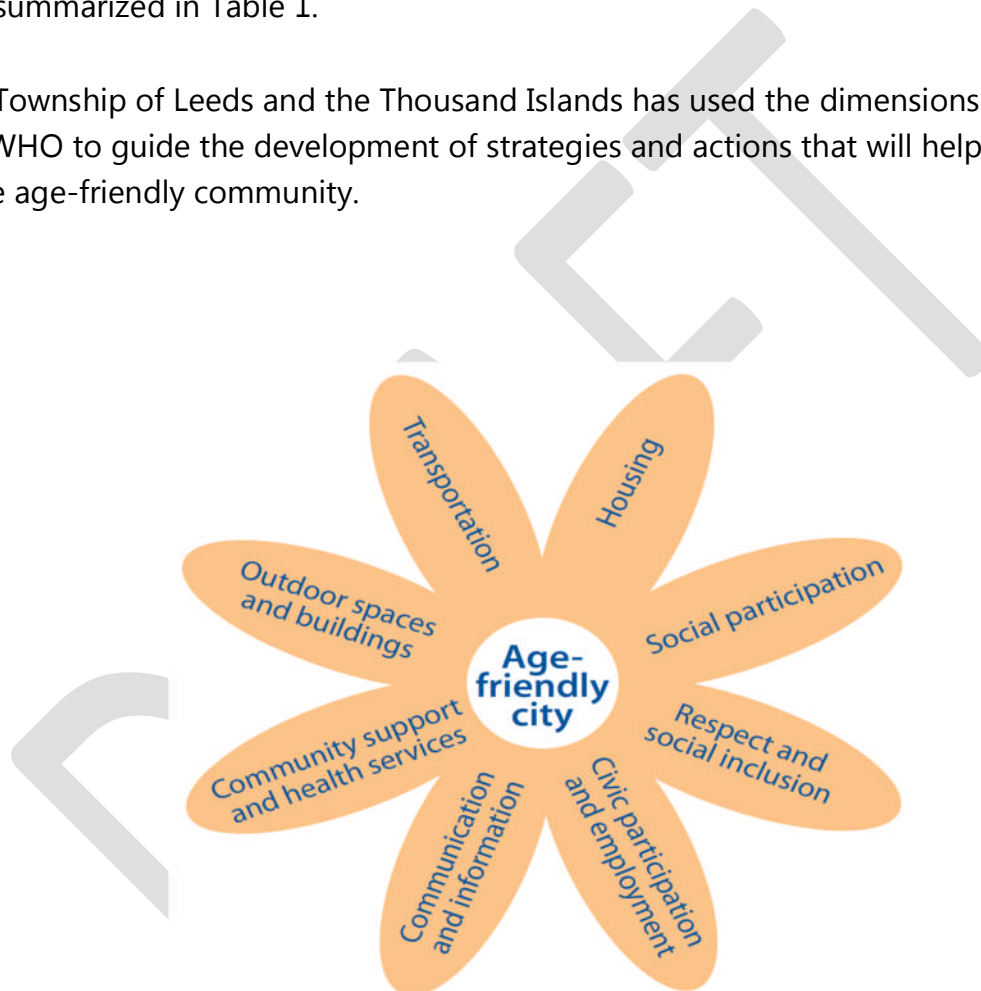 summarized in Table 1.
Township of Leeds and the Thousand Islands has used the dimensions
WHO to guide the development of strategies and actions that will help
age-friendly community.
Transportation
Housing
Outdoor spaces
and buildings
Social participation
Age-
friendly
city
Community support
and health services
Respect and
social inclusion
Communication
and information
Civic participation
and employment